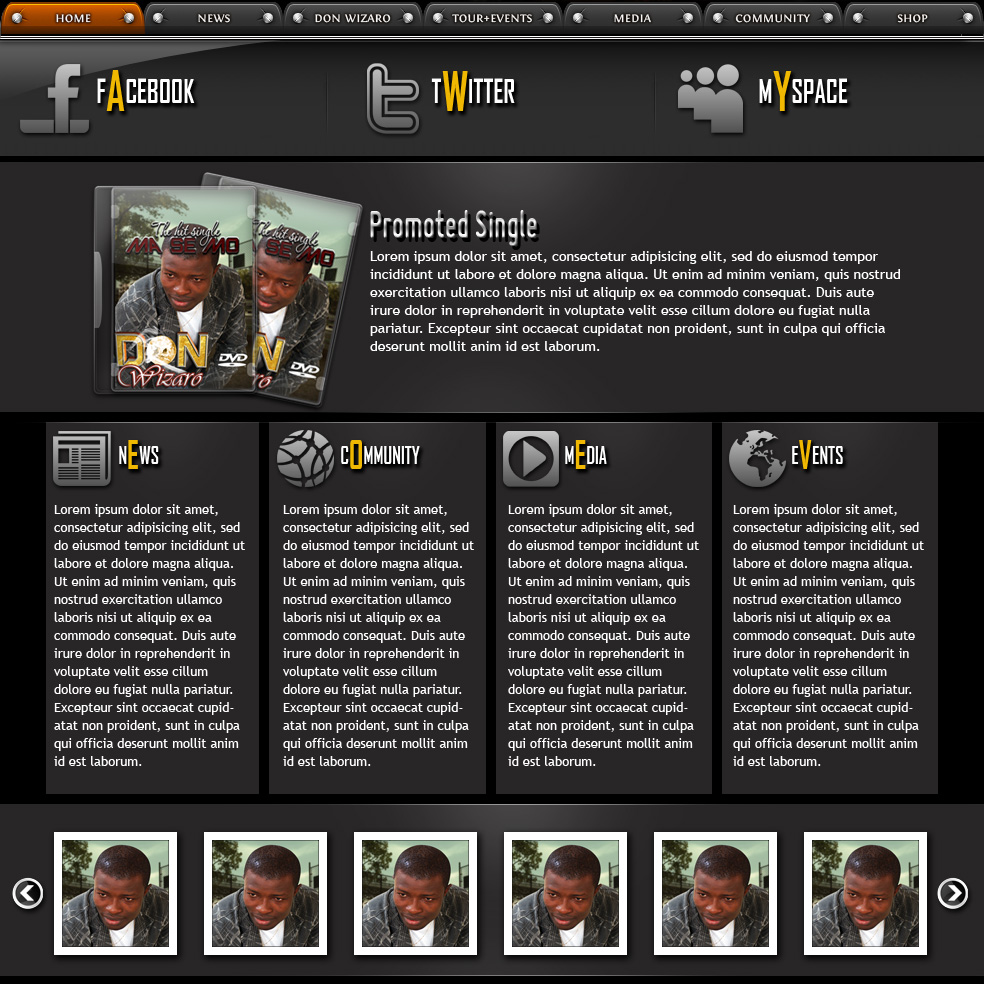 HOME NEWS DON WIZARO TOUR+EVENTS MEDIA COMMUNITY SHOP
FACEBOOK TWITTER MYSPACE
The hit single
MA SE MO
The hit single
SE MO
DON
Wizaro
DVD
N
ro
DVD
Promoted Single
Lorem ipsum dolor sit amet, consectetur adipisicing elit, sed do eiusmod tempor
incididunt ut labore et dolore magna aliqua. Ut enim ad minim veniam, quis nostrud
exercitation ullamco laboris nisi ut aliquip ex ea commodo consequat. Duis aute
irure dolor in reprehenderit in voluptate velit esse cillum dolore eu fugiat nulla
pariatur. Excepteur sint occaecat cupidatat non proident, sunt in culpa qui officia
deserunt mollit anim id est laborum.
NEWS
Lorem ipsum dolor sit amet,
consectetur adipisicing elit, sed
do eiusmod tempor incididunt ut
labore et dolore magna aliqua.
Ut enim ad minim veniam, quis
nostrud exercitation ullamco
laboris nisi ut aliquip ex ea
commodo consequat. Duis aute
irure dolor in reprehenderit in
voluptate velit esse cillum
dolore eu fugiat nulla pariatur.
Excepteur sint occaecat cupid-
atat non proident, sunt in culpa
qui officia deserunt mollit anim
id est laborum.
COMMUNITY
Lorem ipsum dolor sit amet,
consectetur adipisicing elit, sed
do eiusmod tempor incididunt ut
labore et dolore magna aliqua.
Ut enim ad minim veniam, quis
nostrud exercitation ullamco
laboris nisi ut aliquip ex ea
commodo consequat. Duis aute
irure dolor in reprehenderit in
voluptate velit esse cillum
dolore eu fugiat nulla pariatur.
Excepteur sint occaecat cupid-
atat non proident, sunt in culpa
qui officia deserunt mollit anim
id est laborum.
MEDIA
Lorem ipsum dolor sit amet,
consectetur adipisicing elit, sed
do eiusmod tempor incididunt ut
labore et dolore magna aliqua.
Ut enim ad minim veniam, quis
nostrud exercitation ullamco
laboris nisi ut aliquip ex ea
commodo consequat. Duis aute
irure dolor in reprehenderit in
voluptate velit esse cillum
dolore eu fugiat nulla pariatur.
Excepteur sint occaecat cupid-
atat non proident, sunt in culpa
qui officia deserunt mollit anim
id est laborum.
EVENTS
Lorem ipsum dolor sit amet,
consectetur adipisicing elit, sed
do eiusmod tempor incididunt ut
labore et dolore magna aliqua.
Ut enim ad minim veniam, quis
nostrud exercitation ullamco
laboris nisi ut aliquip ex ea
commodo consequat. Duis aute
irure dolor in reprehenderit in
voluptate velit esse cillum
dolore eu fugiat nulla pariatur.
Excepteur sint occaecat cupid-
atat non proident, sunt in culpa
qui officia deserunt mollit anim
id est laborum.